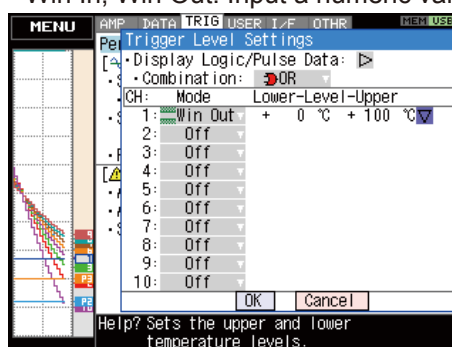 Win In, Win Out: Input a numeric val
MENU AMP DATA TRIG USER I/F OTHR MEM USE
Per Trigger Level Settings
・Display Logic/Pulse Data:
・Combination: OR
CH: Mode Lower-Level-Upper
1: Win Out + 0 ℃ + 100 ℃
2: Off
3: Off
4: Off
5: Off
6: Off
7: Off
8: Off
9: Off
10: Off
OK Cancel
Help? Sets the upper and lower
temperature levels.